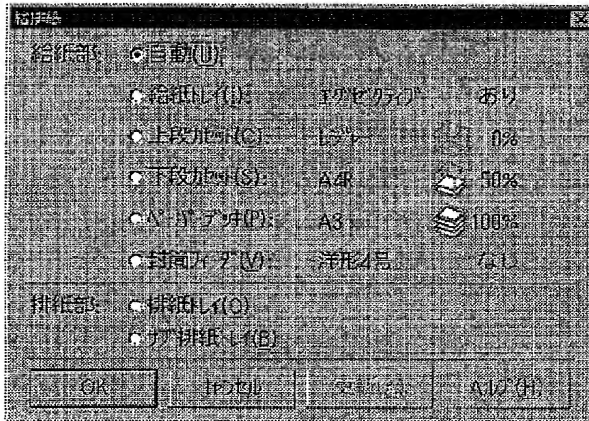 給紙部: 自動(U)
給紙トレイ(I): エグゼクティブ あり
上段カセット(C): レジャー 0%
下段カセット(S): A4R 50%
ペーパーデッキ(P): A3 100%
封筒フィーダ(V): 洋形4号 なし
排紙部: 排紙トレイ(O)
サブ排紙トレイ(B)
OK キャンセル ヘルプ(H)